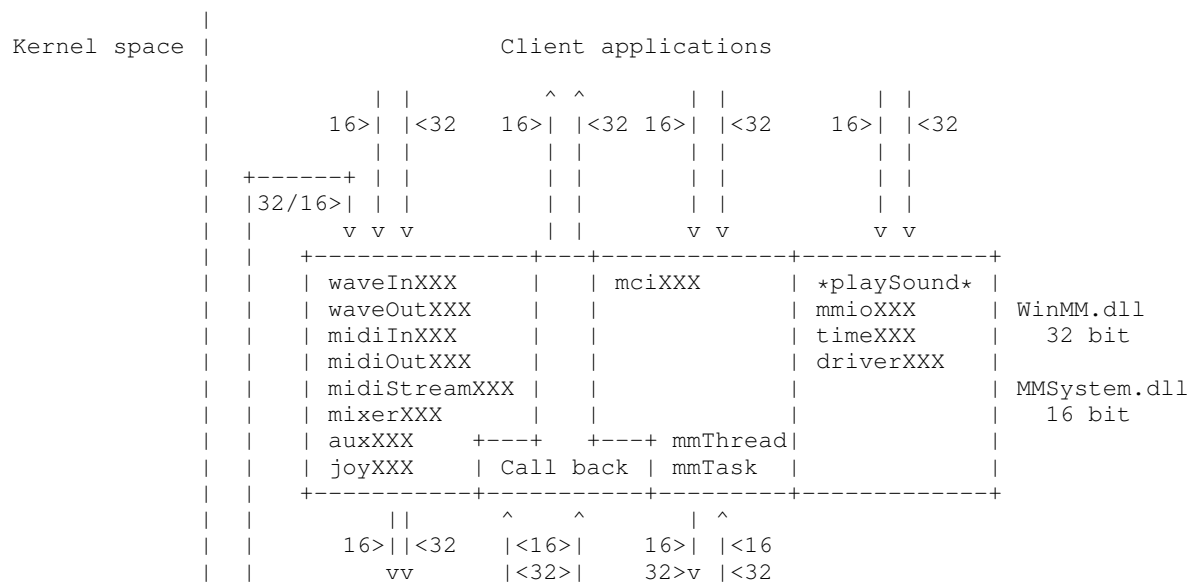 |
Kernel space | Client applications
|
| | | ^ ^ | | | |
| 16>| |<32 16>| |<32 16>| |<32 16>| |<32
| | | | | | | | |
| +------+ | | | | | | | |
| |32/16>| | | | | | | | |
| | v v v | | v v v v
| | +---------------+---+-------------+-------------+
| | | waveInXXX | | mciXXX | *playSound* |
| | | waveOutXXX | | | mmioXXX | WinMM.dll
| | | midiInXXX | | | timeXXX | 32 bit
| | | midiOutXXX | | | driverXXX |
| | | midiStreamXXX | | | | MMSystem.dll
| | | mixerXXX | | | | 16 bit
| | | auxXXX +---+ +---+ mmThread| |
| | | joyXXX | Call back | mmTask | |
| | +-----------+-----------+---------+-------------+
| | || ^ ^ | ^
| | 16>||<32 |<16>| 16>| |<16
| | vv |<32>| 32>v |<32